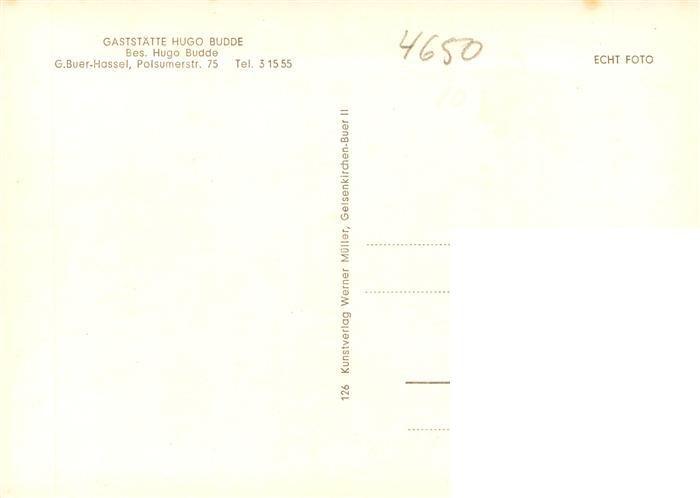 GASTSTÄTTE HUGO BUDDE
Bes. Hugo Budde
G.Buer-Hassel, Polsumerstr. 75 Tel. 3 15 55
4650
ECHT FOTO
126 Kunstverlag Werner Müller, Gelsenkirchen-Buer II